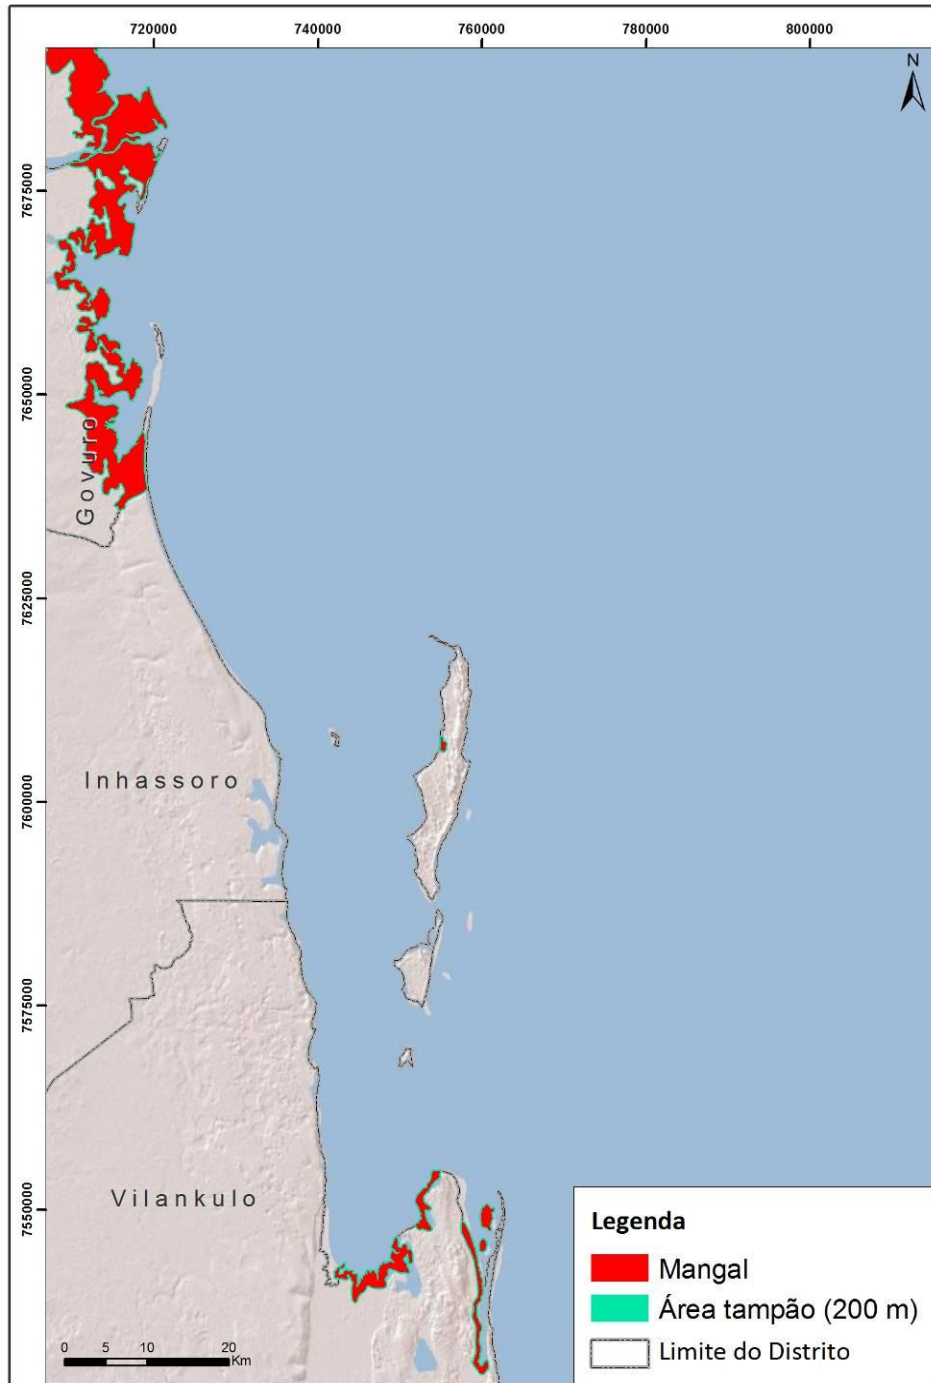 720000 740000 760000 780000 800000
N
7675000
7650000
Govuro
7625000
Inhassoro
7600000
7575000
Vilankulo
7550000
Legenda
Mangal
Área tampão (200 m)
Limite do Distrito
0 5 10 20
Km